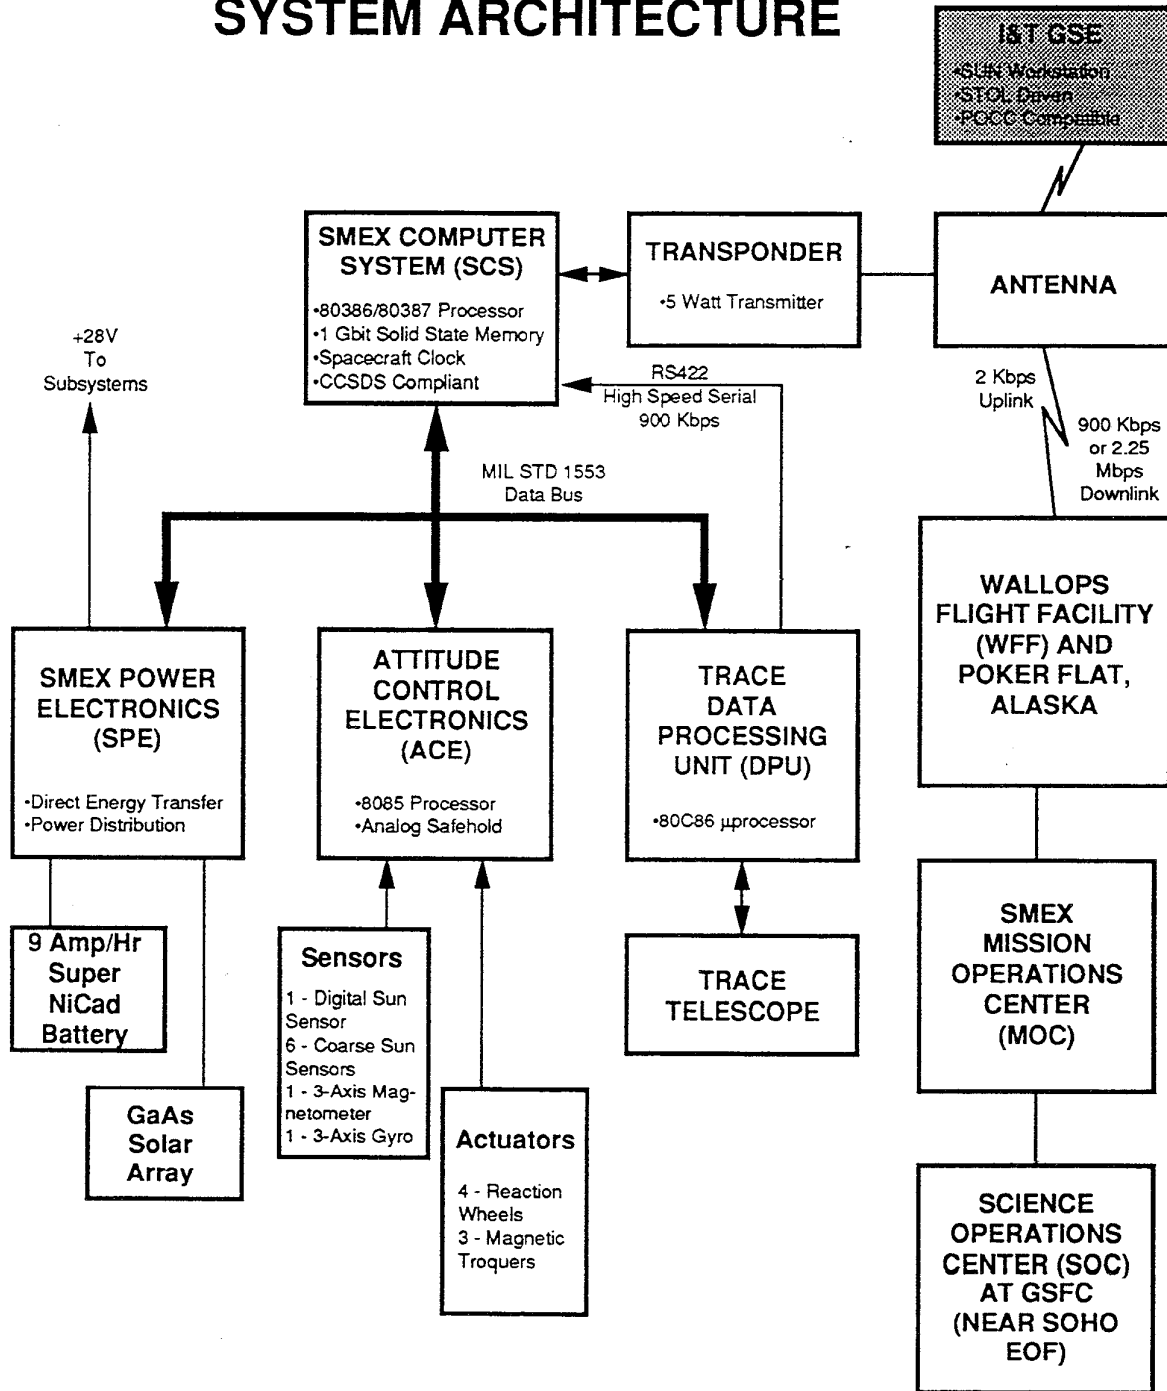 SYSTEM ARCHITECTURE
I&T GSE
•SUN Workstation
•STOL Driven
•POCC Compatible
SMEX COMPUTER
SYSTEM (SCS)
•80386/80387 Processor
•1 Gbit Solid State Memory
•Spacecraft Clock
•CCSDS Compliant
TRANSPONDER
•5 Watt Transmitter
ANTENNA
+28V
To
Subsystems
RS422
High Speed Serial
900 Kbps
2 Kbps
Uplink
900 Kbps
or 2.25
Mbps
Downlink
MIL STD 1553
Data Bus
SMEX POWER
ELECTRONICS
(SPE)
•Direct Energy Transfer
•Power Distribution
ATTITUDE
CONTROL
ELECTRONICS
(ACE)
•8085 Processor
•Analog Safehold
TRACE
DATA
PROCESSING
UNIT (DPU)
•80C86 µprocessor
WALLOPS
FLIGHT FACILITY
(WFF) AND
POKER FLAT,
ALASKA
9 Amp/Hr
Super
NiCad
Battery
GaAs
Solar
Array
Sensors
1 - Digital Sun
Sensor
6 - Coarse Sun
Sensors
1 - 3-Axis Mag-
netometer
1 - 3-Axis Gyro
Actuators
4 - Reaction
Wheels
3 - Magnetic
Troquers
TRACE
TELESCOPE
SMEX
MISSION
OPERATIONS
CENTER
(MOC)
SCIENCE
OPERATIONS
CENTER (SOC)
AT GSFC
(NEAR SOHO
EOF)